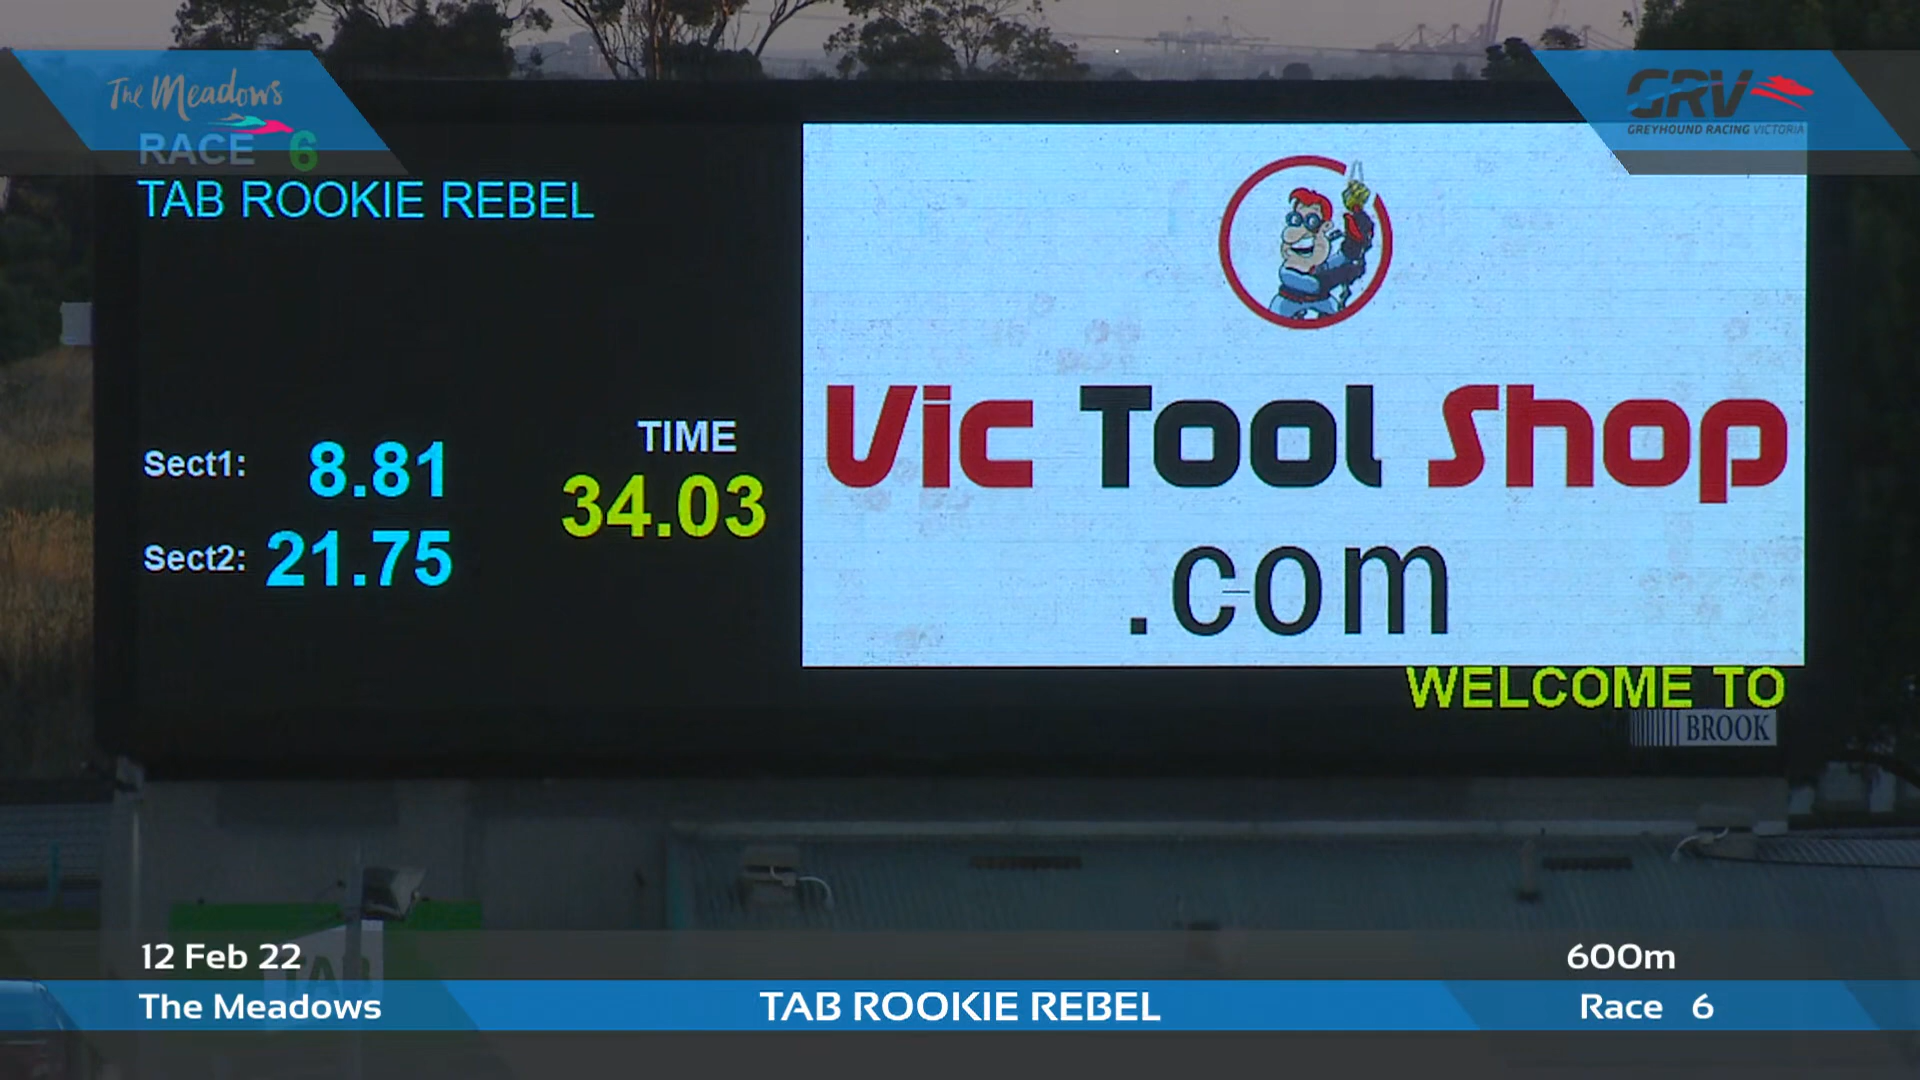 The Meadows
GRV
GREYHOUND RACING VICTORIA
RACE 6
TAB ROOKIE REBEL
Sect1: 8.81
Sect2: 21.75
TIME
34.03
Vic Tool Shop
.com
WELCOME TO
BROOK
TAB
12 Feb 22
600m
The Meadows
TAB ROOKIE REBEL
Race 6